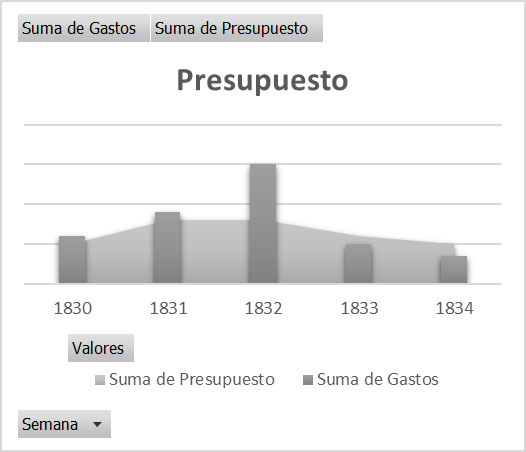 Suma de Gastos Suma de Presupuesto
Presupuesto
1830 1831 1832 1833 1834
Valores
Suma de Presupuesto Suma de Gastos
Semana